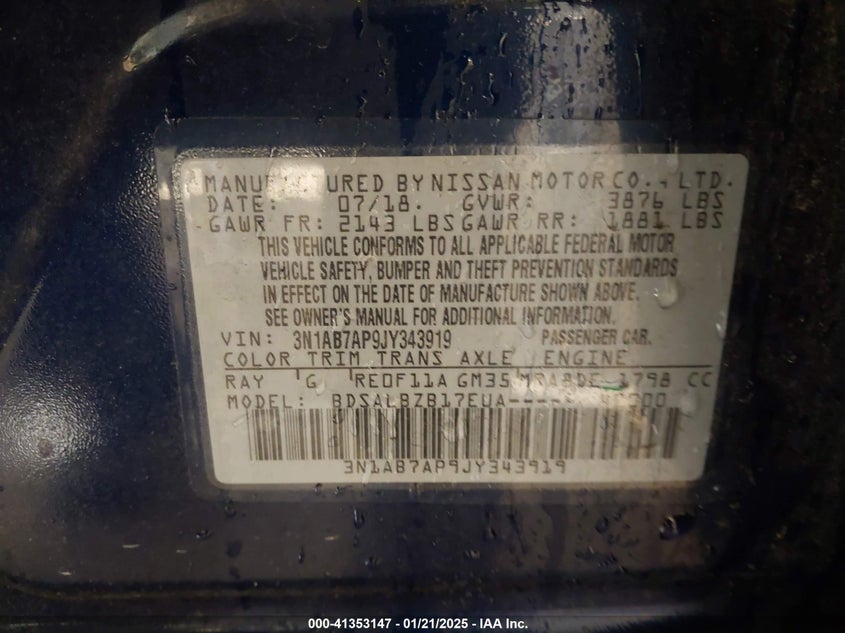 MANUFACTURED BY NISSAN MOTOR CO., LTD.
DATE: 07/18. GVWR: 3876 LBS
GAWR FR: 2143 LBS GAWR RR: 1881 LBS
THIS VEHICLE CONFORMS TO ALL APPLICABLE FEDERAL MOTOR
VEHICLE SAFETY, BUMPER AND THEFT PREVENTION STANDARDS
IN EFFECT ON THE DATE OF MANUFACTURE SHOWN ABOVE.
SEE OWNER'S MANUAL FOR ADDITIONAL INFORMATION.
VIN: 3N1AB7AP9JY343919 PASSENGER CAR.
COLOR TRIM TRANS AXLE ENGINE
RAY G RE0F11A GM35 MRA8DE 1798 CC
MODEL: BDSALBZB17EUA-----
3N1AB7AP9JY343919
000-41353147 — 01/21/2025 — IAA Inc.